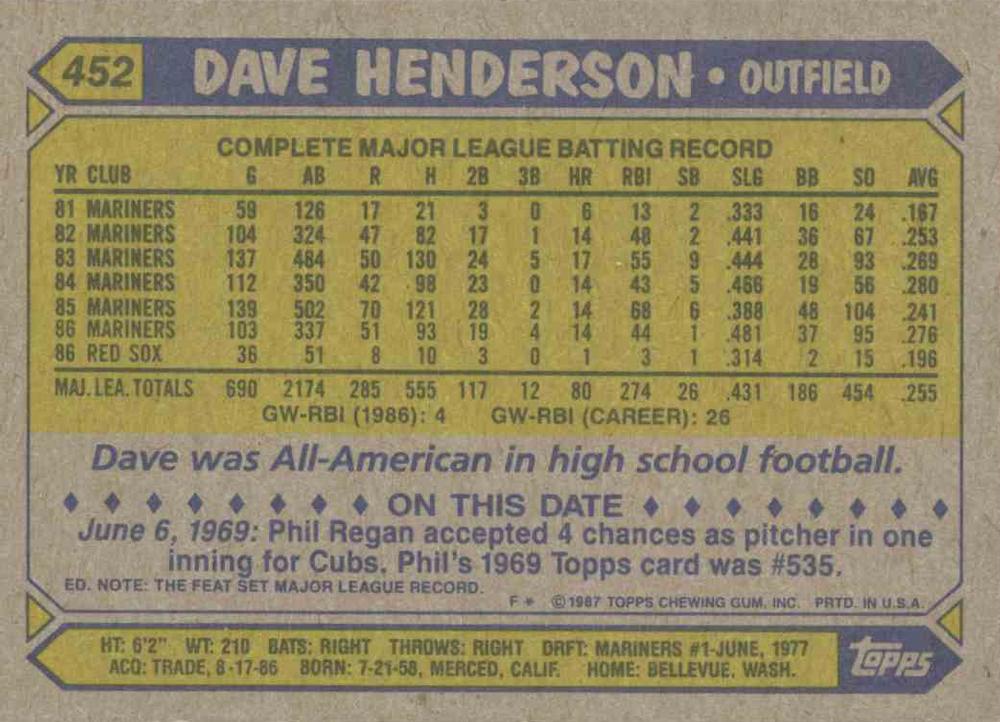 452 DAVE HENDERSON • OUTFIELD
COMPLETE MAJOR LEAGUE BATTING RECORD
YR CLUB G AB R H 2B 3B HR RBI SB SLG BB SO AVG
81 MARINERS 59 126 17 21 3 0 6 13 2 .333 16 24 .167
82 MARINERS 104 324 47 82 17 1 14 48 2 .441 36 67 .253
83 MARINERS 137 484 50 130 24 5 17 55 9 .444 28 93 .269
84 MARINERS 112 350 42 98 23 0 14 43 5 .466 19 56 .280
85 MARINERS 139 502 70 121 28 2 14 68 6 .388 48 104 .241
86 MARINERS 103 337 51 93 19 4 14 44 1 .481 37 95 .276
86 RED SOX 36 51 8 10 3 0 1 3 1 .314 2 15 .196
MAJ. LEA. TOTALS 690 2174 285 555 117 12 80 274 26 .431 186 454 .255
GW-RBI (1986): 4 GW-RBI (CAREER): 26
Dave was All-American in high school football.
ON THIS DATE
June 6, 1969: Phil Regan accepted 4 chances as pitcher in one
inning for Cubs. Phil's 1969 Topps card was #535.
ED. NOTE: THE FEAT SET MAJOR LEAGUE RECORD.
F* © 1987 TOPPS CHEWING GUM, INC. PRTD. IN U.S.A.
HT: 6'2" WT: 210 BATS: RIGHT THROWS: RIGHT DRFT: MARINERS #1-JUNE, 1977
ACQ: TRADE, 8-17-86 BORN: 7-21-58, MERCED, CALIF. HOME: BELLEVUE, WASH.
Topps